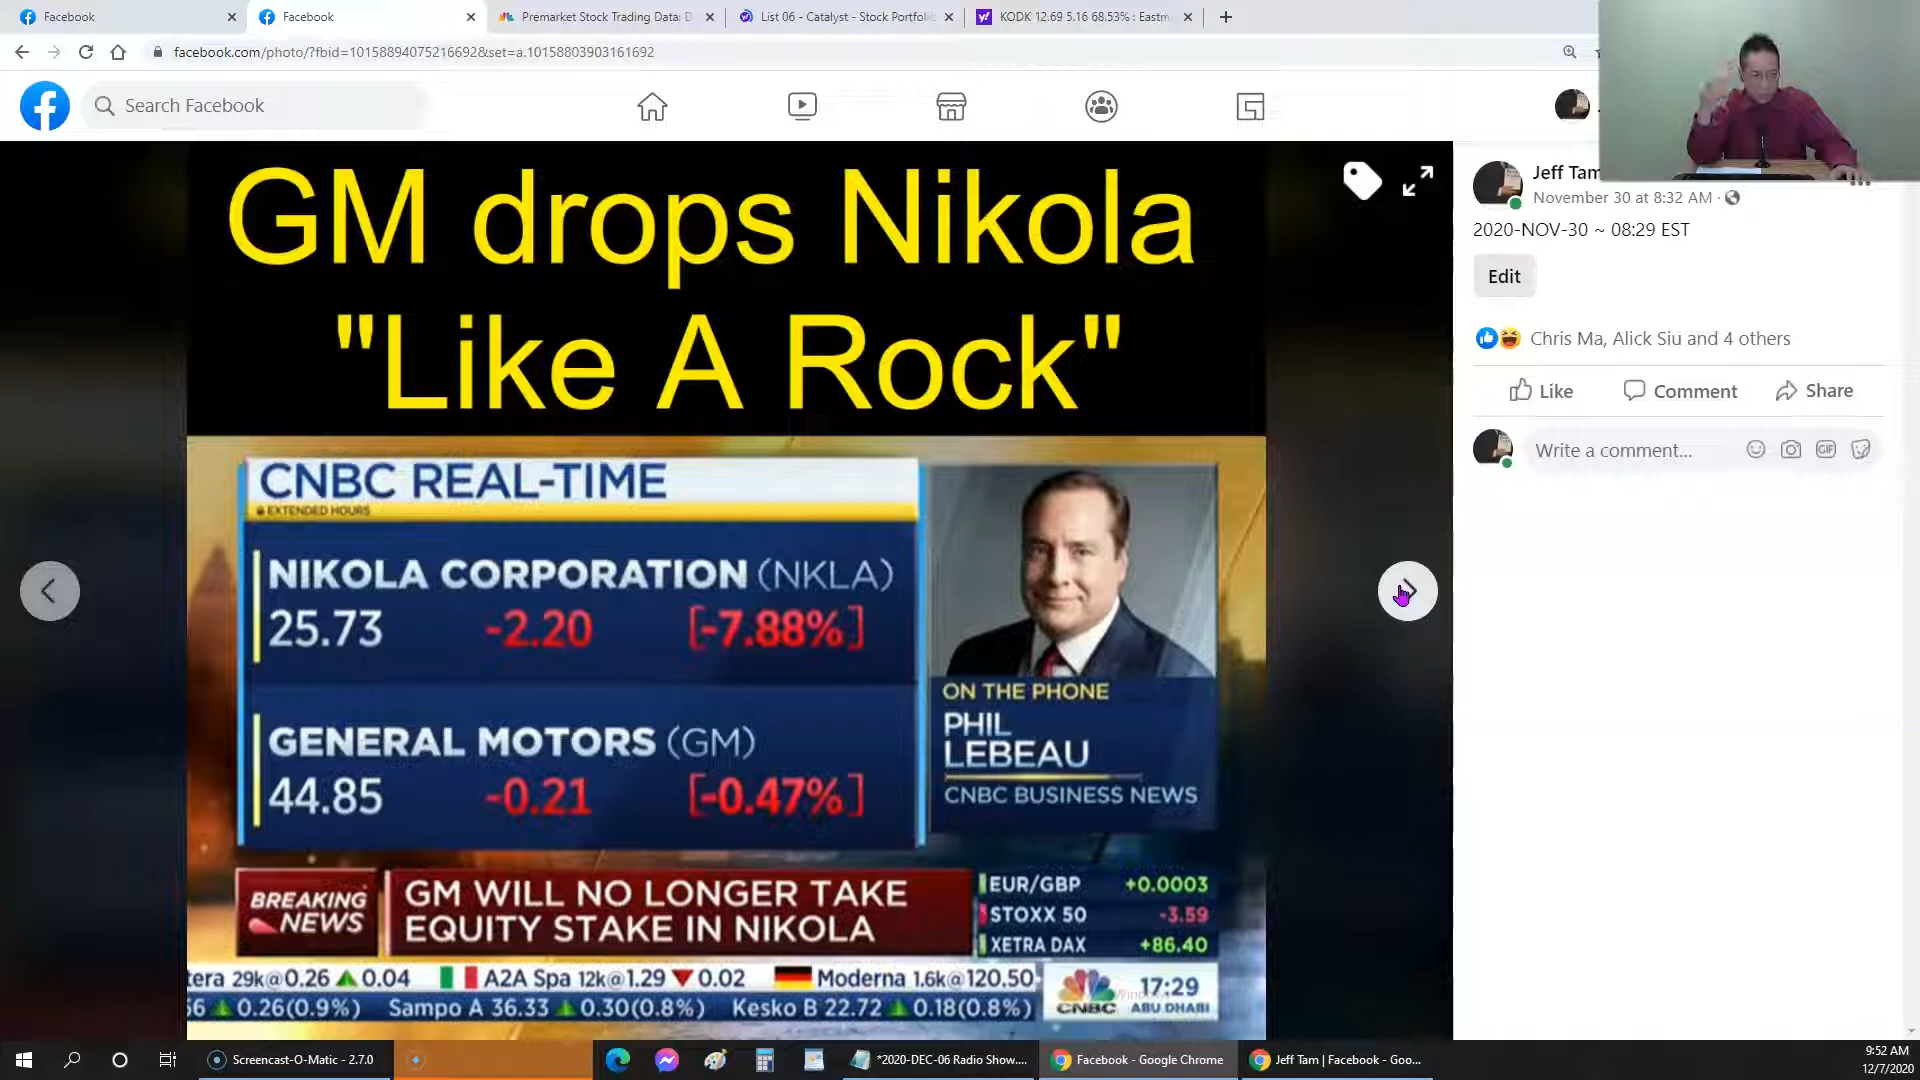 Facebook
Facebook
Premarket Stock Trading Data: D
List 06 - Catalyst - Stock Portfolio
KODK 12.69 5.16 68.53% : Eastm
facebook.com/photo/?fbid=10158894075216692&set=a.10158803903161692
Search Facebook
GM drops Nikola
"Like A Rock"
CNBC REAL-TIME
EXTENDED HOURS
NIKOLA CORPORATION (NKLA)
25.73 -2.20 [-7.88%]
GENERAL MOTORS (GM)
44.85 -0.21 [-0.47%]
ON THE PHONE
PHIL
LEBEAU
CNBC BUSINESS NEWS
BREAKING
NEWS
GM WILL NO LONGER TAKE
EQUITY STAKE IN NIKOLA
EUR/GBP +0.0003
STOXX 50 -3.59
XETRA DAX +86.40
tera 29k@0.26 ▲ 0.04 A2A Spa 12k@1.29 ▼ 0.02 Moderna 1.6k@120.50
56 ▲ 0.26(0.9%) Sampo A 36.33 ▲ 0.30(0.8%) Kesko B 22.72 ▲ 0.18(0.8%)
CNBC
17:29
ABU DHABI
Jeff Tam
November 30 at 8:32 AM ·
2020-NOV-30 ~ 08:29 EST
Edit
Chris Ma, Alick Siu and 4 others
Like Comment Share
Write a comment...
GIF
Screencast-O-Matic - 2.7.0
*2020-DEC-06 Radio Show....
Facebook - Google Chrome
Jeff Tam | Facebook - Goo...
9:52 AM
12/7/2020